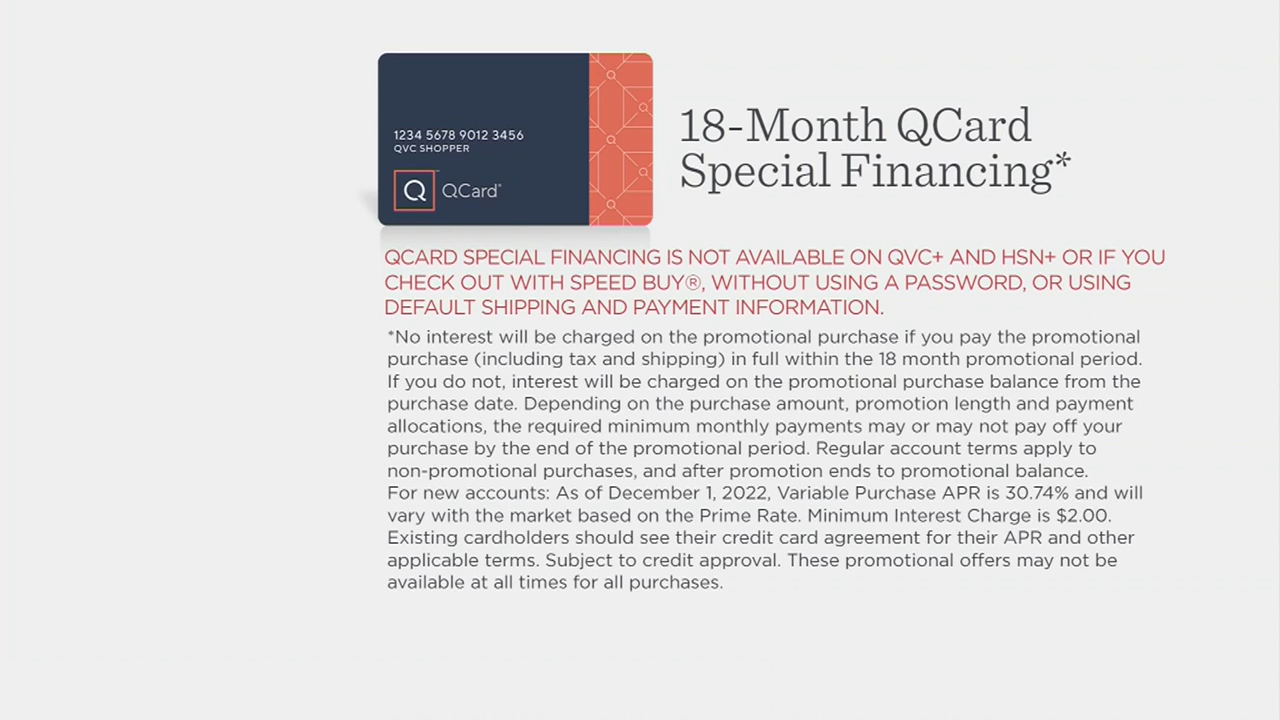 1234 5678 9012 3456
QVC SHOPPER
Q QCard®
18-Month QCard
Special Financing*
QCARD SPECIAL FINANCING IS NOT AVAILABLE ON QVC+ AND HSN+ OR IF YOU
CHECK OUT WITH SPEED BUY®, WITHOUT USING A PASSWORD, OR USING
DEFAULT SHIPPING AND PAYMENT INFORMATION.
*No interest will be charged on the promotional purchase if you pay the promotional
purchase (including tax and shipping) in full within the 18 month promotional period.
If you do not, interest will be charged on the promotional purchase balance from the
purchase date. Depending on the purchase amount, promotion length and payment
allocations, the required minimum monthly payments may or may not pay off your
purchase by the end of the promotional period. Regular account terms apply to
non-promotional purchases, and after promotion ends to promotional balance.
For new accounts: As of December 1, 2022, Variable Purchase APR is 30.74% and will
vary with the market based on the Prime Rate. Minimum Interest Charge is $2.00.
Existing cardholders should see their credit card agreement for their APR and other
applicable terms. Subject to credit approval. These promotional offers may not be
available at all times for all purchases.